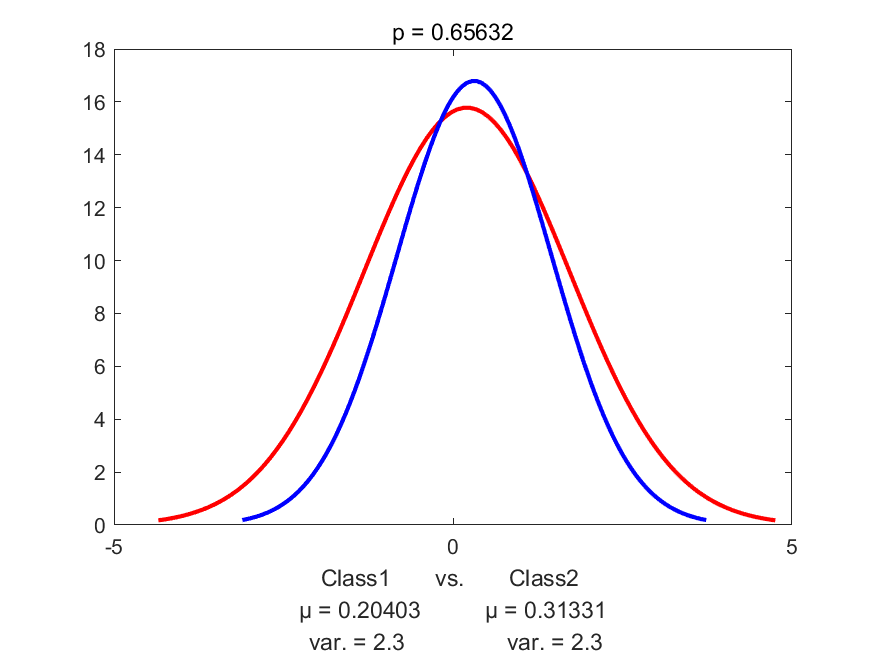 p = 0.65632
18
16
14
12
10
8
6
4
2
0
-5 0 5
Class1 vs. Class2
μ = 0.20403 μ = 0.31331
var. = 2.3 var. = 2.3